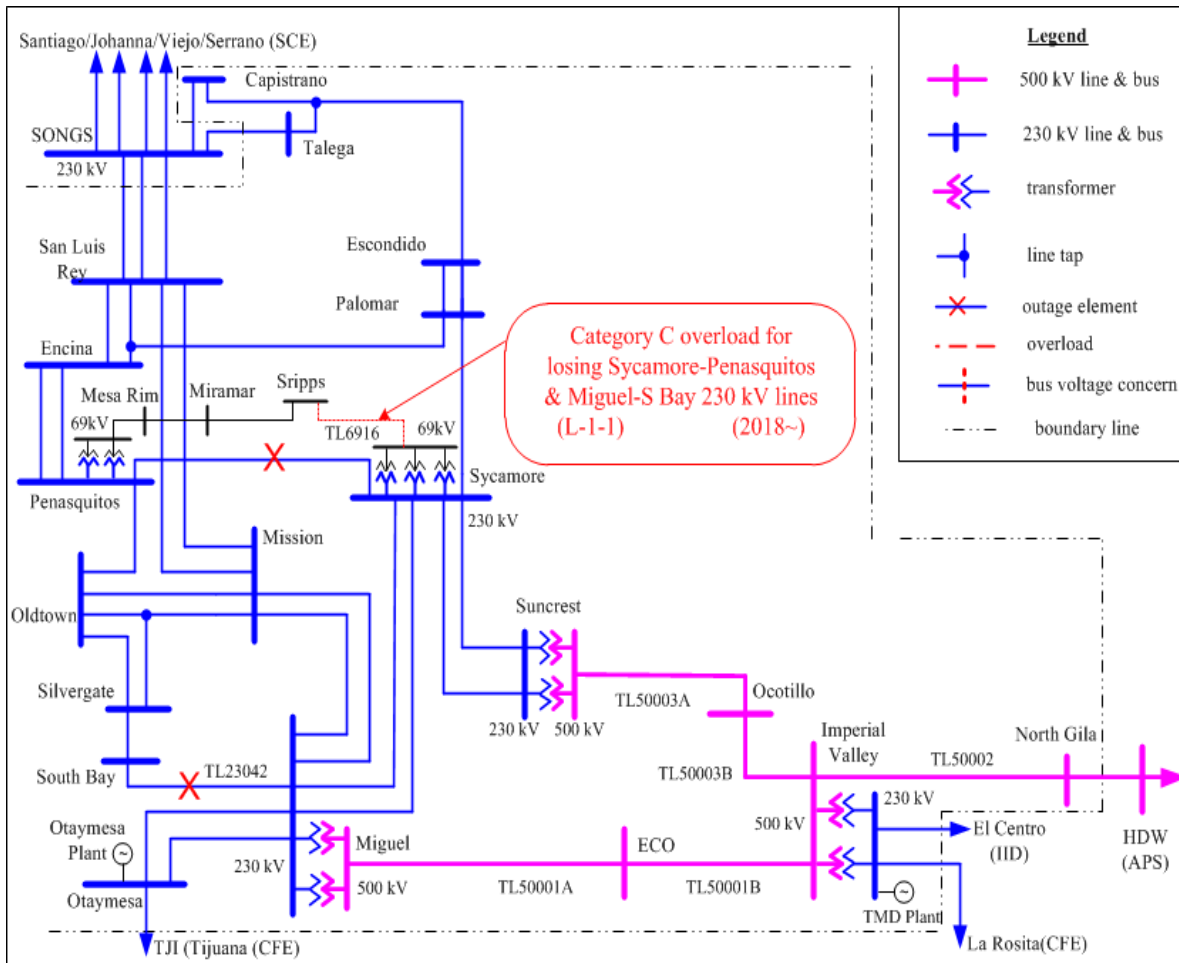 Santiago/Johanna/Viejo/Serrano (SCE)
Capistrano
SONGS
230 kV
Talega
San Luis
Rey
Escondido
Palomar
Encina
Mesa Rim
Miramar
Sripps
69kV
TL6916
69kV
Category C overload for
losing Sycamore-Penasquitos
& Miguel-S Bay 230 kV lines
(L-1-1) (2018~)
Sycamore
Penasquitos
230 kV
Mission
Oldtown
Suncrest
Silvergate
TL50003A
Ocotillo
230 kV
500 kV
Imperial
Valley
North Gila
South Bay
TL23042
TL50003B
TL50002
230 kV
Otaymesa
Plant
~
500 kV
El Centro
(IID)
HDW
(APS)
Miguel
ECO
230 kV
500 kV
TL50001A
TL50001B
~
TMD Plant
Otaymesa
TJI (Tijuana (CFE)
La Rosita(CFE)
Legend
500 kV line & bus
230 kV line & bus
transformer
line tap
outage element
overload
bus voltage concern
boundary line